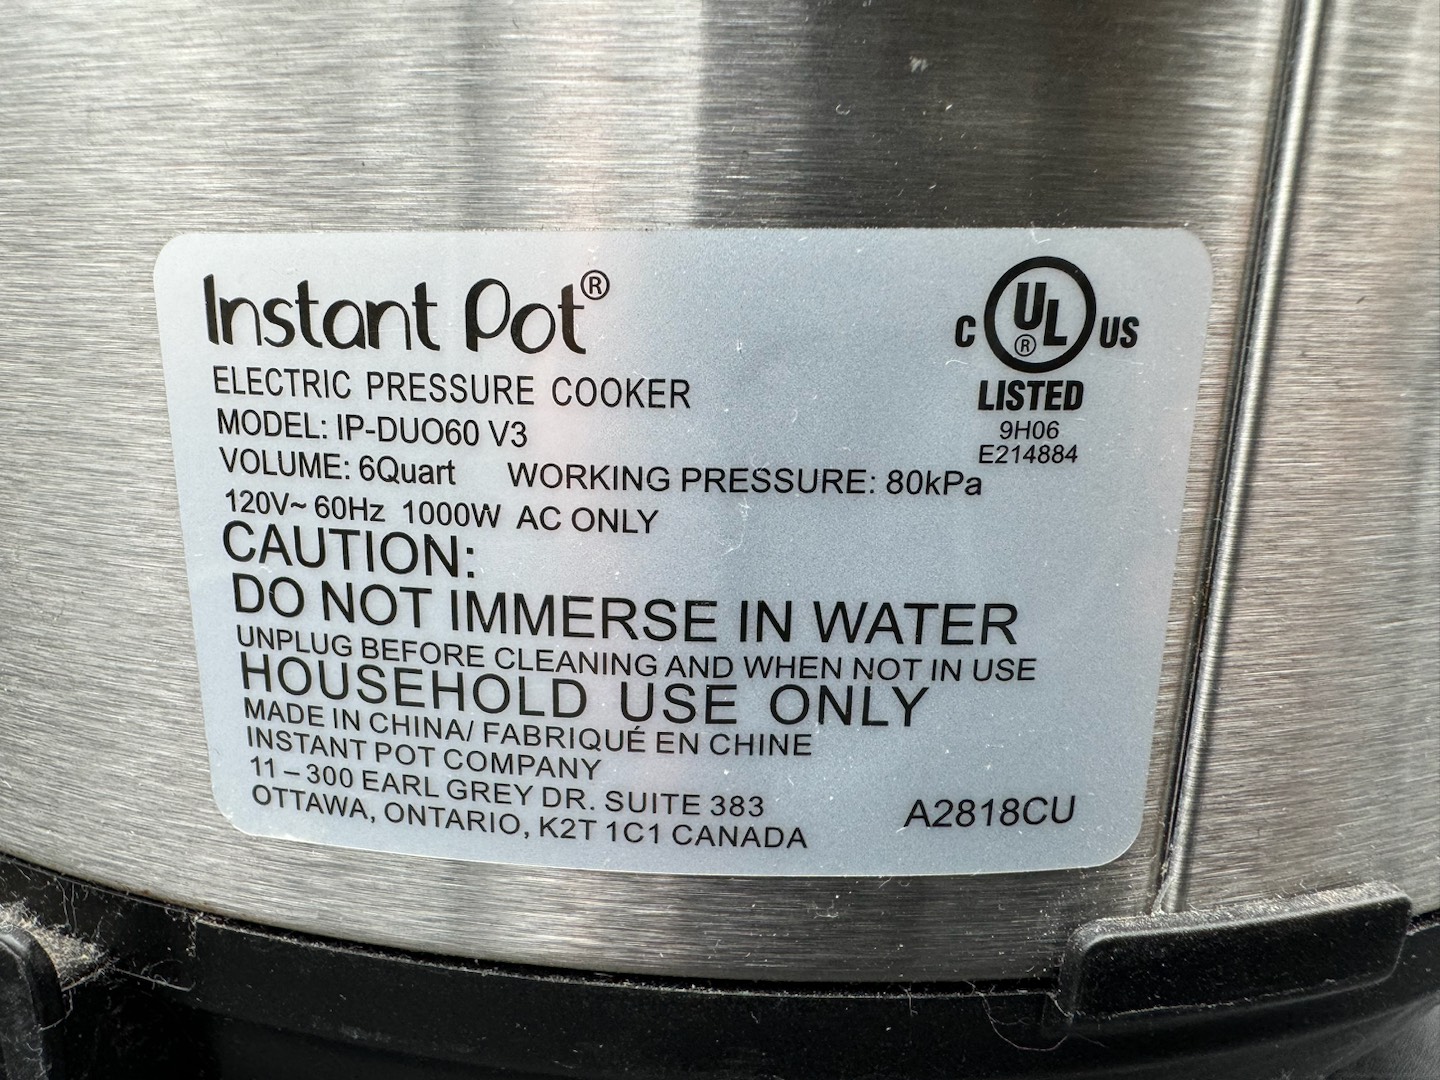 Instant Pot®
ELECTRIC PRESSURE COOKER
MODEL: IP-DUO60 V3
VOLUME: 6Quart WORKING PRESSURE: 80kPa
120V~ 60Hz 1000W AC ONLY
C UL® US
LISTED
9H06
E214884
CAUTION:
DO NOT IMMERSE IN WATER
UNPLUG BEFORE CLEANING AND WHEN NOT IN USE
HOUSEHOLD USE ONLY
MADE IN CHINA/ FABRIQUÉ EN CHINE
INSTANT POT COMPANY
11–300 EARL GREY DR. SUITE 383
OTTAWA, ONTARIO, K2T 1C1 CANADA
A2818CU